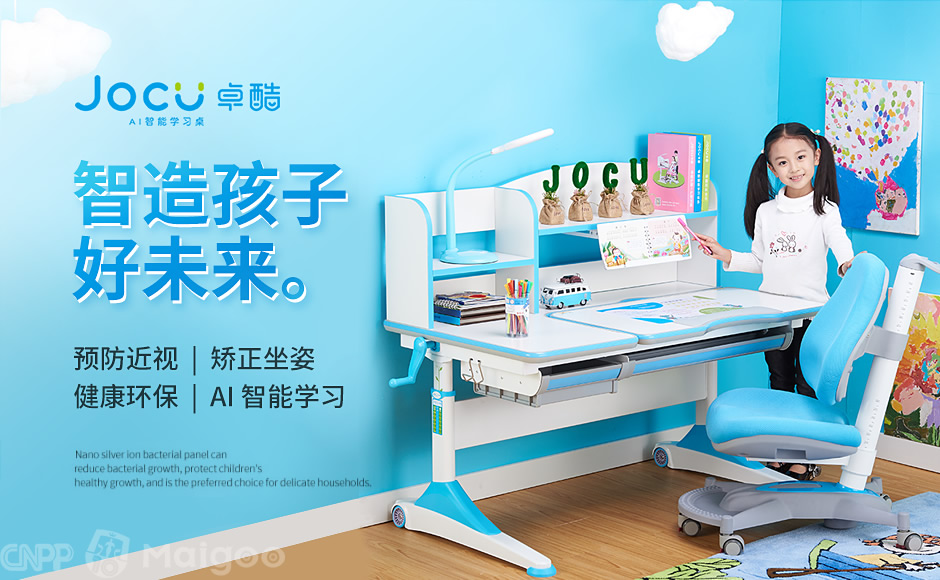 Jocu 卓酷
AI智能学习桌
智造孩子
好未来。
预防近视 | 矫正坐姿
健康环保 | AI 智能学习
Nano silver ion bacterial panel can
reduce bacterial growth, protect children's
healthy growth, and is the preferred choice for delicate households.
JOCU
CNPP Maigoo